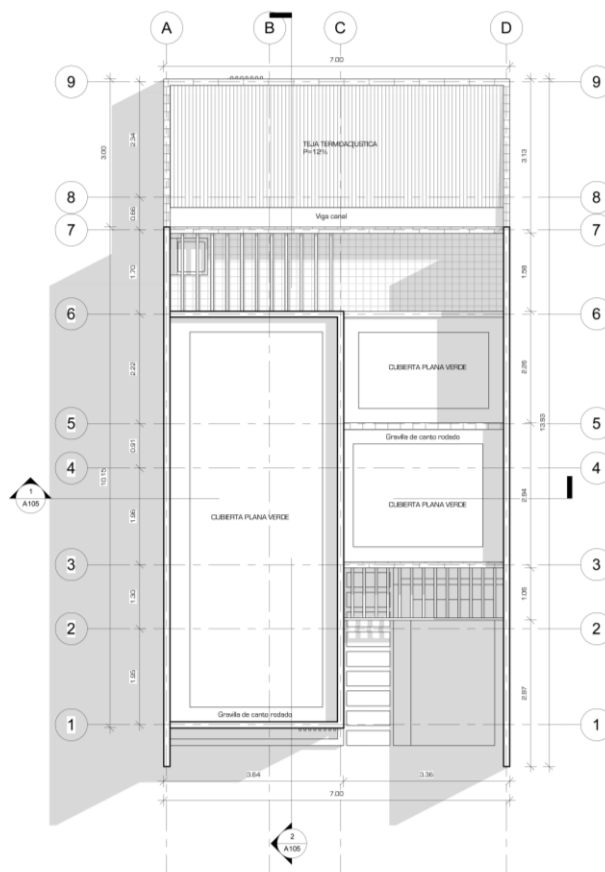 A
B
C
D
7.00
9
9
2.34
3.00
3.13
TEJA TERMOACUSTICA
P=12%
8
8
0.66
Viga canal
7
7
1.70
1.58
6
6
2.22
2.26
CUBIERTA PLANA VERDE
13.93
5
5
Gravilla de canto rodado
0.91
4
4
10.15
2.94
1
A105
1.95
CUBIERTA PLANA VERDE
CUBIERTA PLANA VERDE
3
3
1.30
1.06
2
2
1.95
2.97
Gravilla de canto rodado
1
1
3.64
3.36
7.00
2
A105